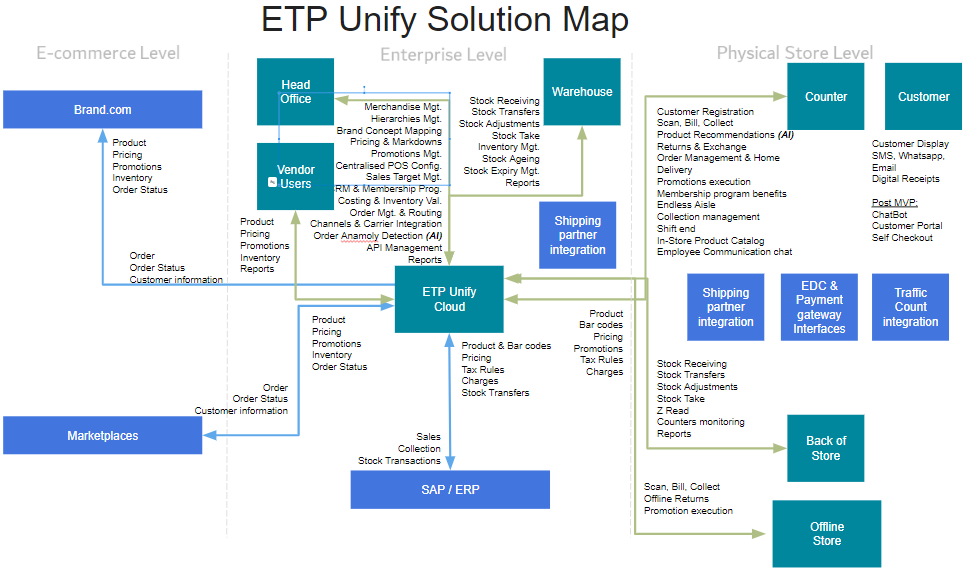 ETP Unify Solution Map
E-commerce Level
Enterprise Level
Physical Store Level
Brand.com
Product
Pricing
Promotions
Inventory
Order Status
Order
Order Status
Customer information
Marketplaces
Product
Pricing
Promotions
Inventory
Order Status
Order
Order Status
Customer information
Head
Office
Vendor
Users
Product
Pricing
Promotions
Inventory
Reports
Merchandise Mgt.
Hierarchies Mgt.
Brand Concept Mapping
Pricing & Markdowns
Promotions Mgt.
Centralised POS Config.
Sales Target Mgt.
RM & Membership Prog.
Costing & Inventory Val.
Order Mgt. & Routing
Channels & Carrier Integration
Order Anamoly Detection (AI)
API Management
Reports
Warehouse
Stock Receiving
Stock Transfers
Stock Adjustments
Stock Take
Inventory Mgt.
Stock Ageing
Stock Expiry Mgt.
Reports
Shipping
partner
integration
ETP Unify
Cloud
Product & Bar codes
Pricing
Tax Rules
Charges
Stock Transfers
Sales
Collection
Stock Transactions
SAP / ERP
Product
Bar codes
Pricing
Promotions
Tax Rules
Charges
Counter
Customer Registration
Scan, Bill, Collect
Product Recommendations (AI)
Returns & Exchange
Order Management & Home
Delivery
Promotions execution
Membership program benefits
Endless Aisle
Collection management
Shift end
In-Store Product Catalog
Employee Communication chat
Customer
Customer Display
SMS, Whatsapp,
Email
Digital Receipts
Post MVP:
ChatBot
Customer Portal
Self Checkout
Shipping
partner
integration
EDC &
Payment
gateway
Interfaces
Traffic
Count
integration
Stock Receiving
Stock Transfers
Stock Adjustments
Stock Take
Z Read
Counters monitoring
Reports
Back of
Store
Scan, Bill, Collect
Offline Returns
Promotion execution
Offline
Store